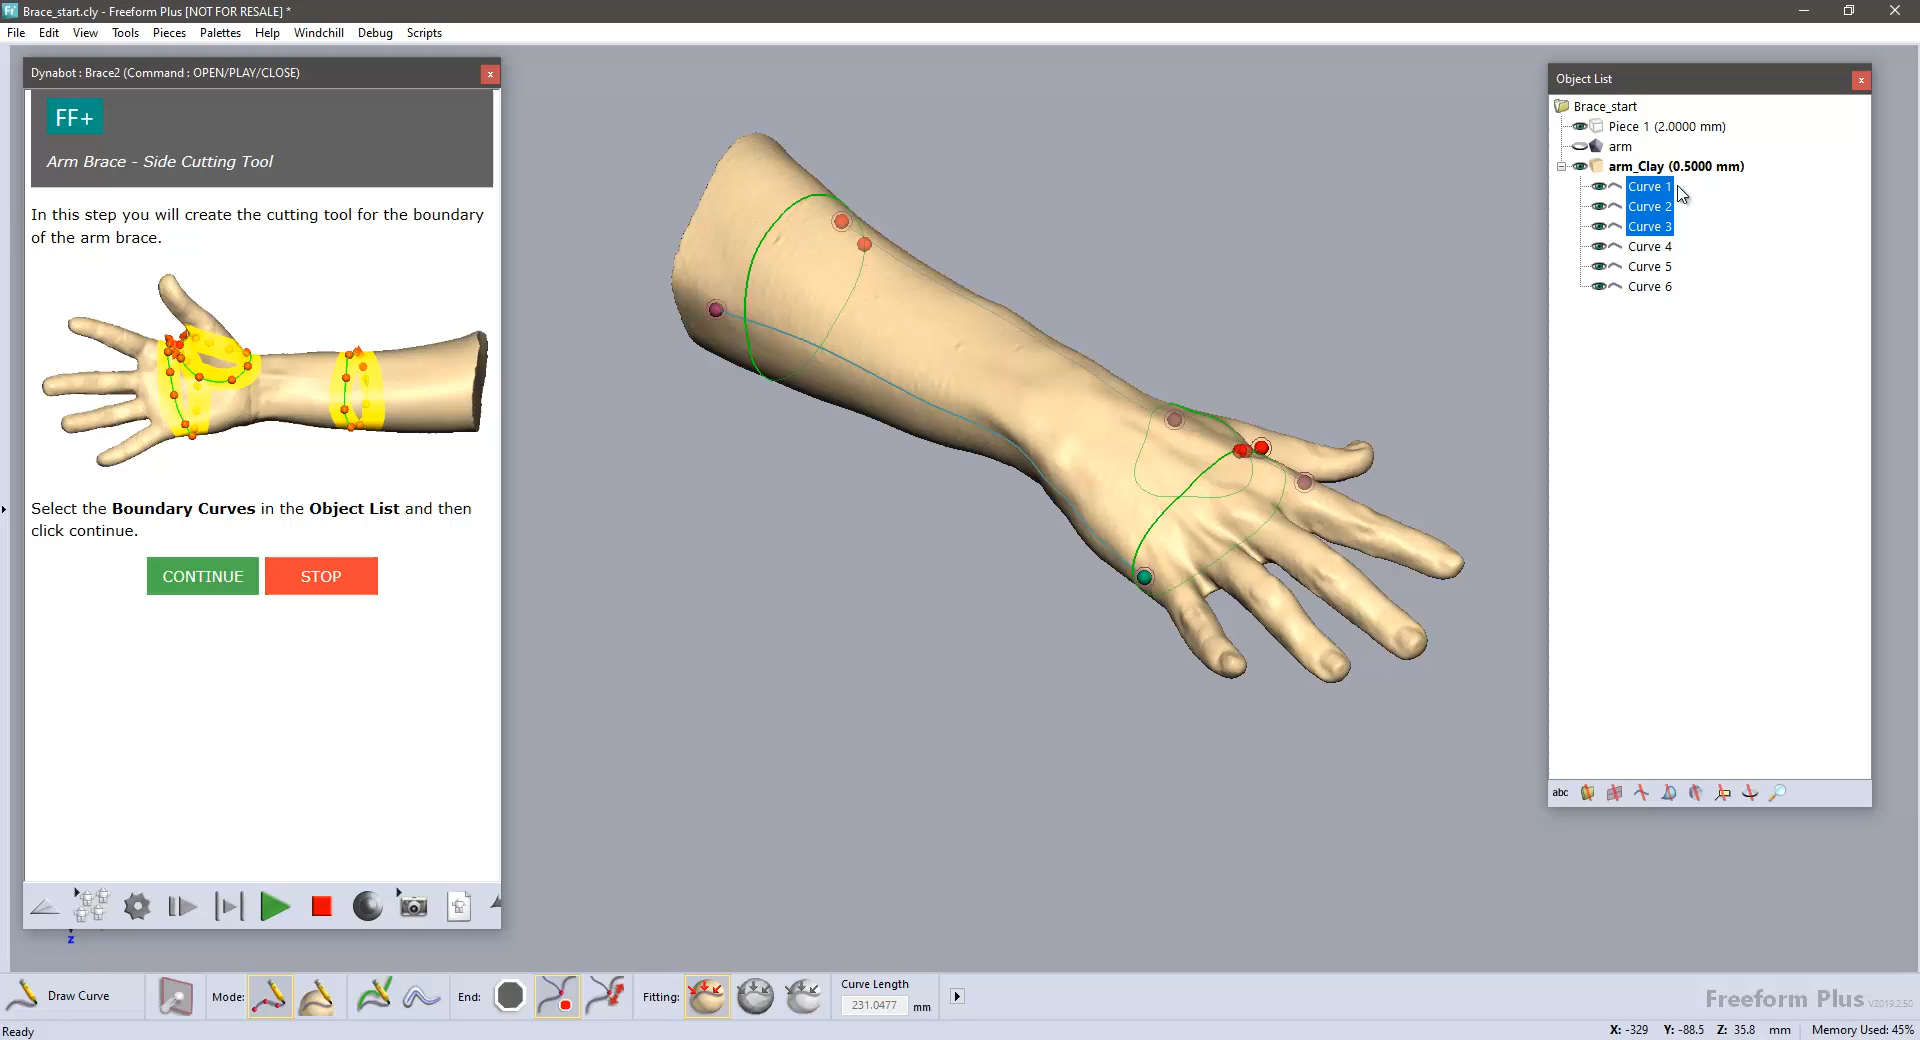 Brace_start.cly - Freeform Plus [NOT FOR RESALE] *
File Edit View Tools Pieces Palettes Help Windchill Debug Scripts
Dynabot : Brace2 (Command : OPEN/PLAY/CLOSE)
x
FF+
Arm Brace - Side Cutting Tool
In this step you will create the cutting tool for the boundary
of the arm brace.
Select the Boundary Curves in the Object List and then
click continue.
CONTINUE STOP
z
Object List
x
Brace_start
Piece 1 (2.0000 mm)
arm
arm_Clay (0.5000 mm)
Curve 1
Curve 2
Curve 3
Curve 4
Curve 5
Curve 6
abc
Draw Curve
Mode:
End:
Fitting:
Curve Length
231.0477 mm
Freeform Plus V2019.2.50
Ready
X: -329 Y: -88.5 Z: 35.8 mm Memory Used: 45%